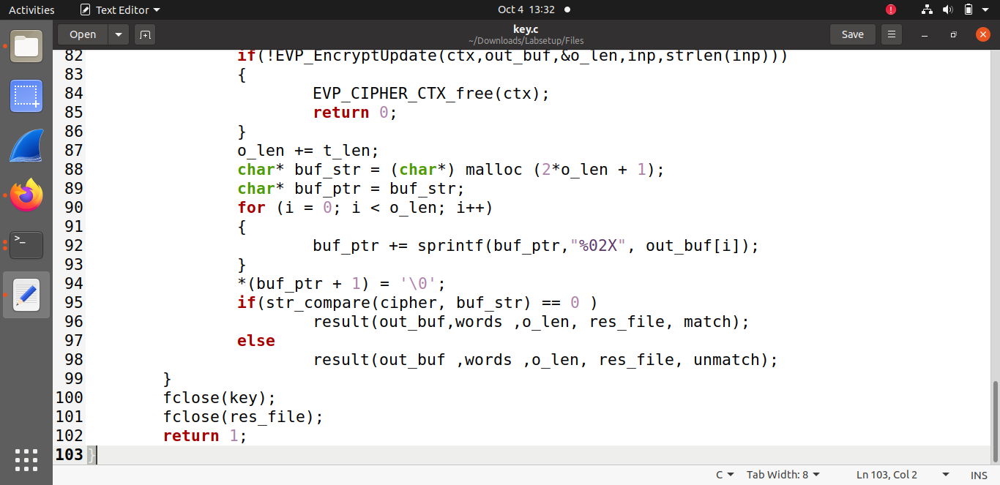 Activities Text Editor Oct 4 13:32
Open key.c Save
~/Downloads/Labsetup/Files
82 if(!EVP_EncryptUpdate(ctx,out_buf,&o_len,inp,strlen(inp)))
83 {
84 EVP_CIPHER_CTX_free(ctx);
85 return 0;
86 }
87 o_len += t_len;
88 char* buf_str = (char*) malloc (2*o_len + 1);
89 char* buf_ptr = buf_str;
90 for (i = 0; i < o_len; i++)
91 {
92 buf_ptr += sprintf(buf_ptr,"%02X", out_buf[i]);
93 }
94 *(buf_ptr + 1) = '\0';
95 if(str_compare(cipher, buf_str) == 0 )
96 result(out_buf,words ,o_len, res_file, match);
97 else
98 result(out_buf ,words ,o_len, res_file, unmatch);
99 }
100 fclose(key);
101 fclose(res_file);
102 return 1;
103 }
C Tab Width: 8 Ln 103, Col 2 INS